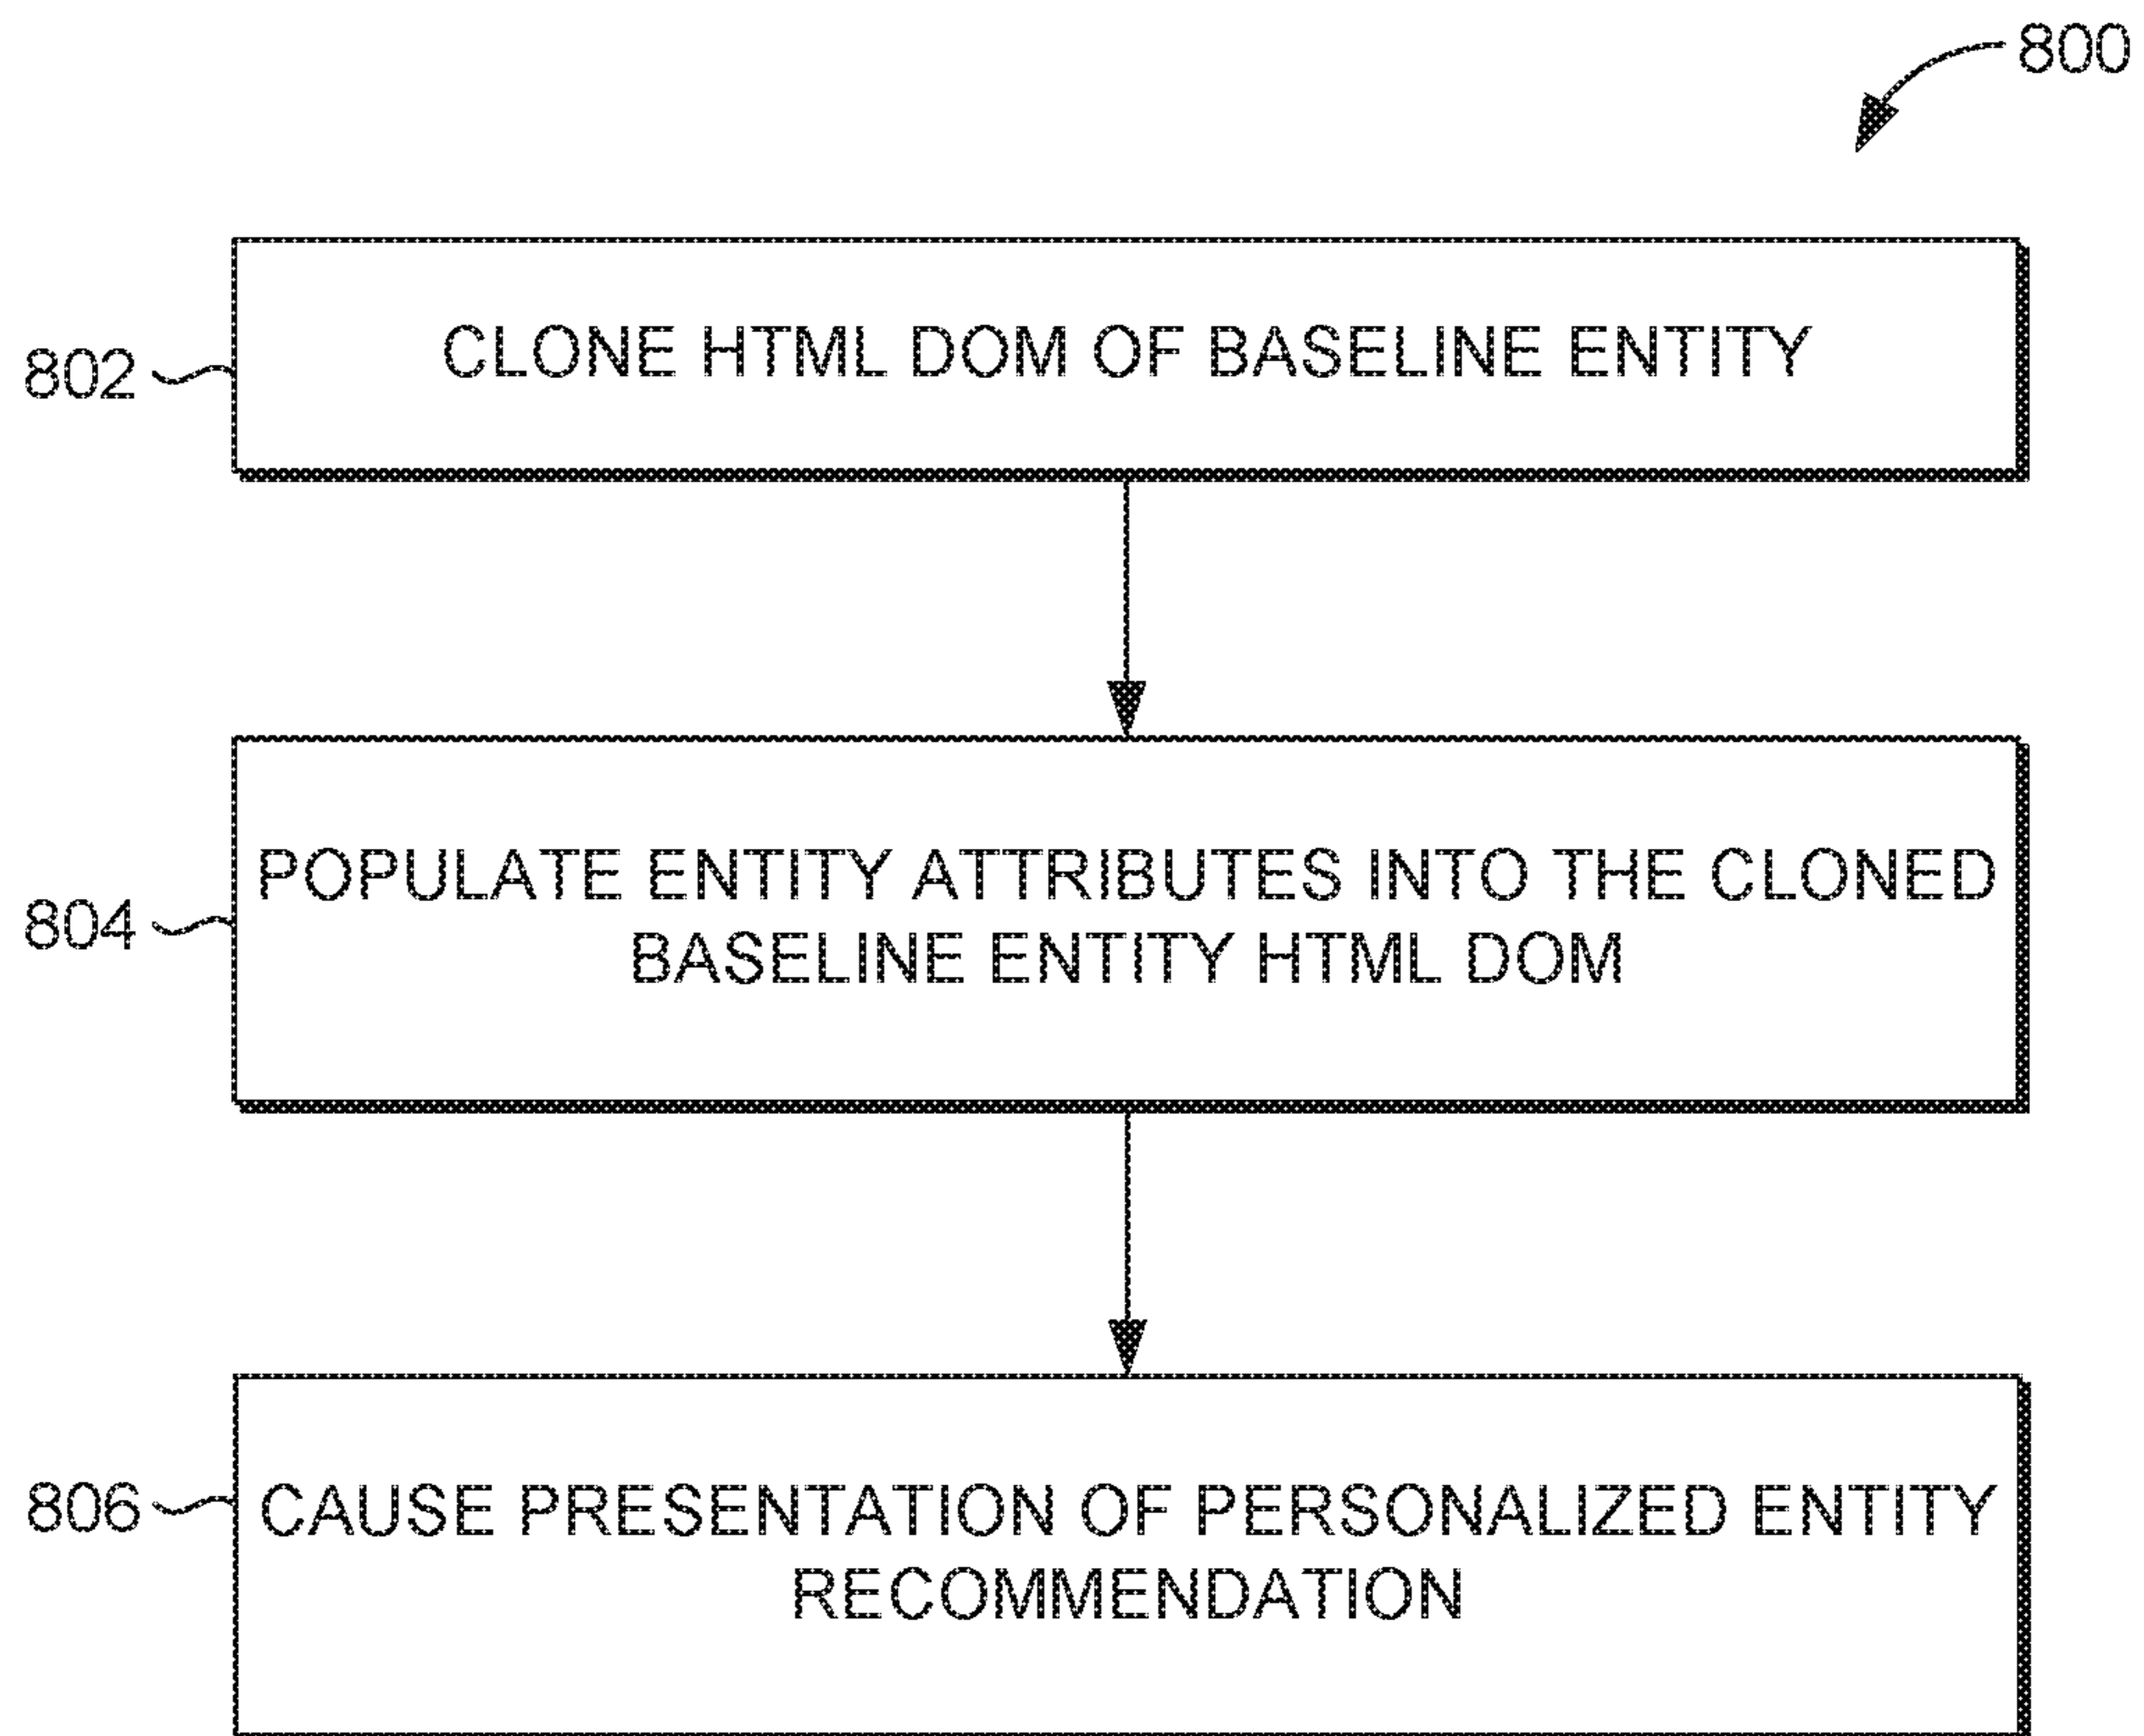 800
802
CLONE HTML DOM OF BASELINE ENTITY
804
POPULATE ENTITY ATTRIBUTES INTO THE CLONED
BASELINE ENTITY HTML DOM
806
CAUSE PRESENTATION OF PERSONALIZED ENTITY
RECOMMENDATION